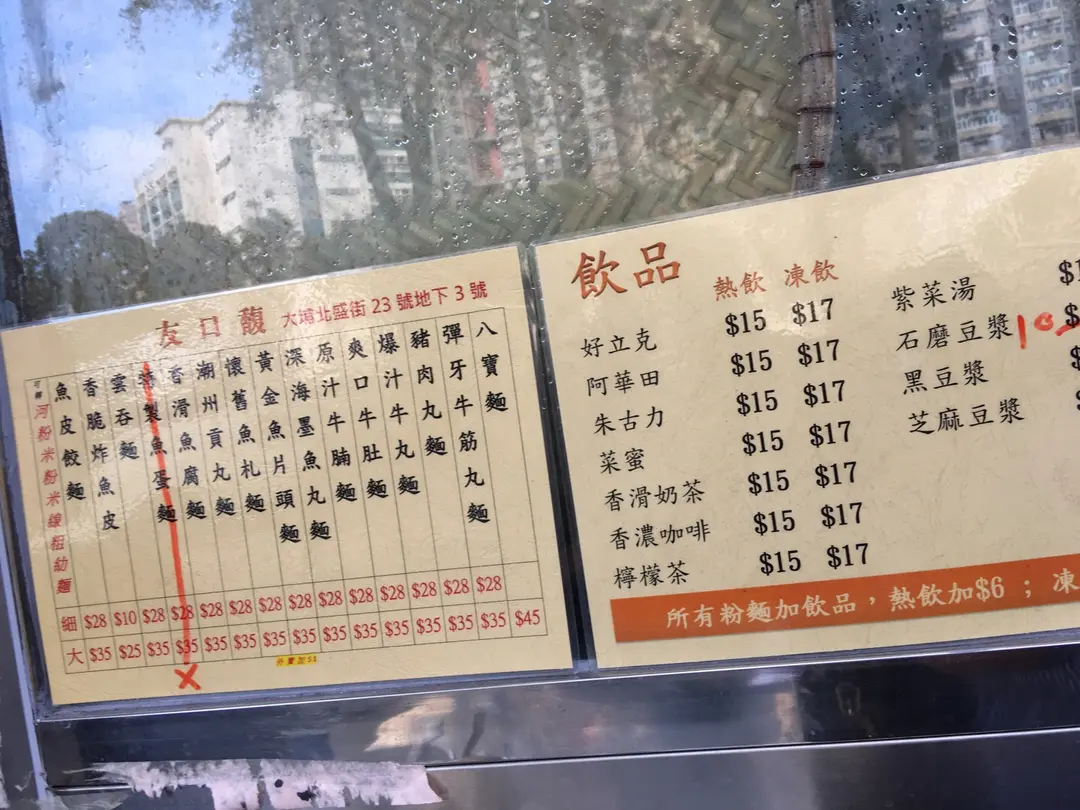 友口馥 大埔北盛街 23 號地下 3 號
八寶麵
彈牙牛筋丸麵
豬肉丸麵
爆汁牛丸麵
爽口牛肚麵
原汁牛腩麵
深海墨魚丸麵
黃金魚片頭麵
懷舊魚札麵
潮州貢丸麵
香滑魚腐麵
製魚蛋麵
雲吞麵
香脆炸魚皮
魚皮餃麵
河粉米粉米線粗幼麵
細 $28 $10 $28 $28 $28 $28 $28 $28 $28 $28 $28 $28 $28 $28
大 $35 $25 $35 $35 $35 $35 $35 $35 $35 $35 $35 $35 $35 $35 $45
外賣加$1
飲品 熱飲 凍飲
好立克 $15 $17
阿華田 $15 $17
朱古力 $15 $17
菜蜜 $15 $17
香滑奶茶 $15 $17
香濃咖啡 $15 $17
檸檬茶 $15 $17
紫菜湯
石磨豆漿 10
黑豆漿
芝麻豆漿
所有粉麵加飲品，熱飲加$6 ； 凍